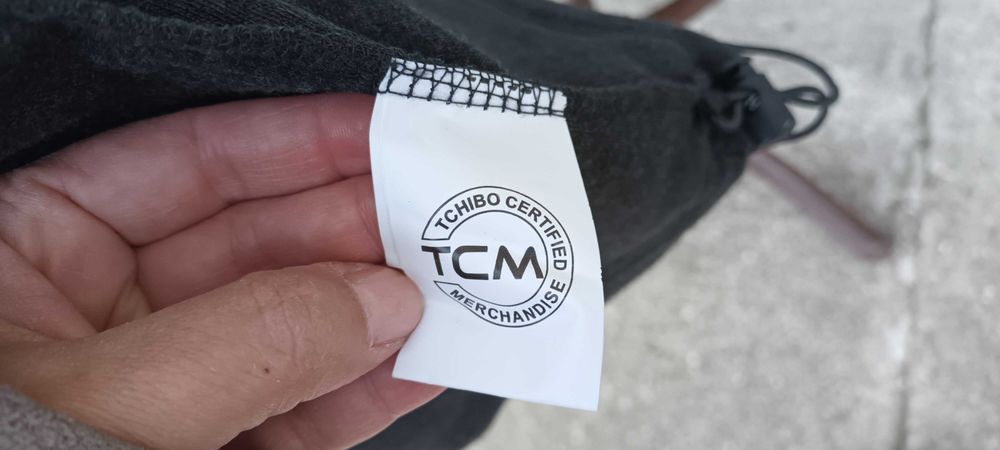 TCHIBO CERTIFIED
TCM
MERCHANDISE